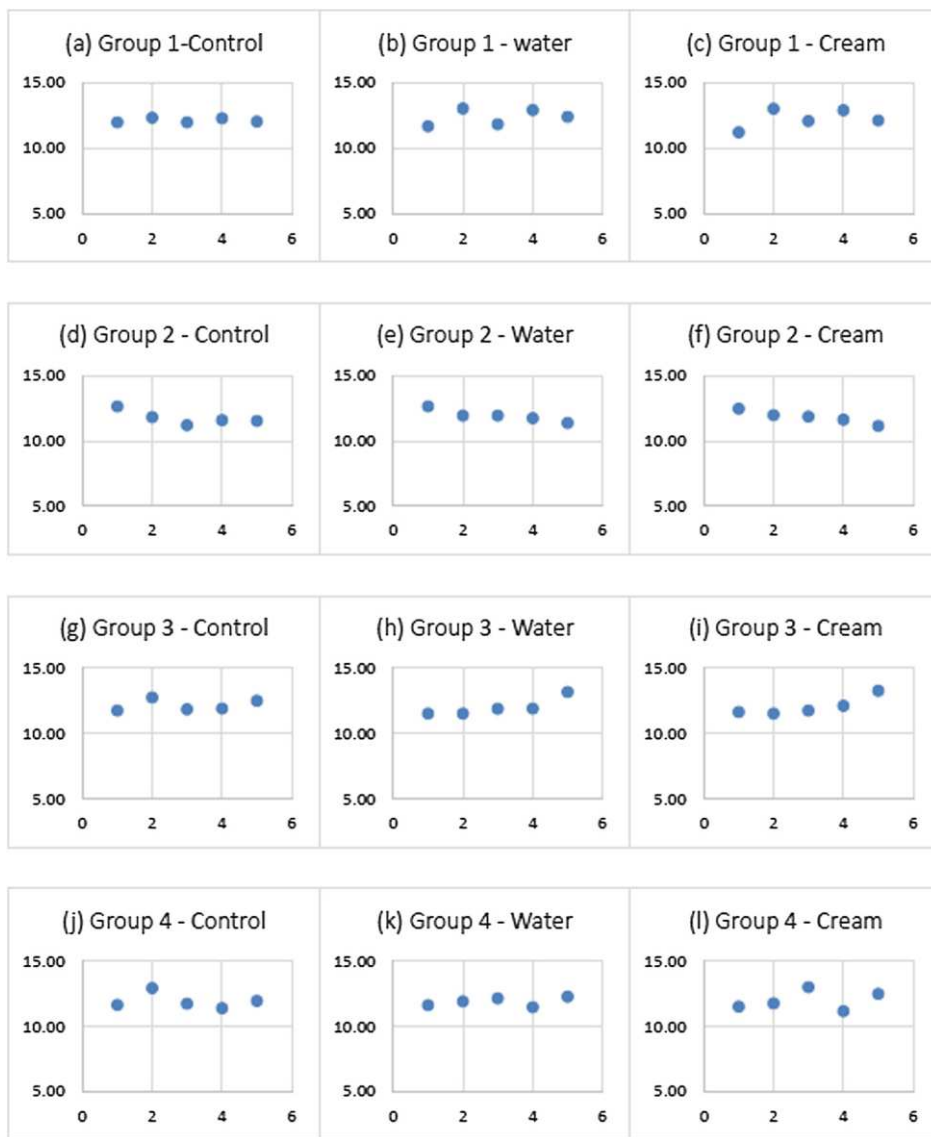 (a) Group 1-Control
(b) Group 1 - water
(c) Group 1 - Cream
15.00
10.00
5.00
0 2 4 6
15.00
10.00
5.00
0 2 4 6
15.00
10.00
5.00
0 2 4 6
(d) Group 2 - Control
(e) Group 2 - Water
(f) Group 2 - Cream
15.00
10.00
5.00
0 2 4 6
15.00
10.00
5.00
0 2 4 6
15.00
10.00
5.00
0 2 4 6
(g) Group 3 - Control
(h) Group 3 - Water
(i) Group 3 - Cream
15.00
10.00
5.00
0 2 4 6
15.00
10.00
5.00
0 2 4 6
15.00
10.00
5.00
0 2 4 6
(j) Group 4 - Control
(k) Group 4 - Water
(l) Group 4 - Cream
15.00
10.00
5.00
0 2 4 6
15.00
10.00
5.00
0 2 4 6
15.00
10.00
5.00
0 2 4 6